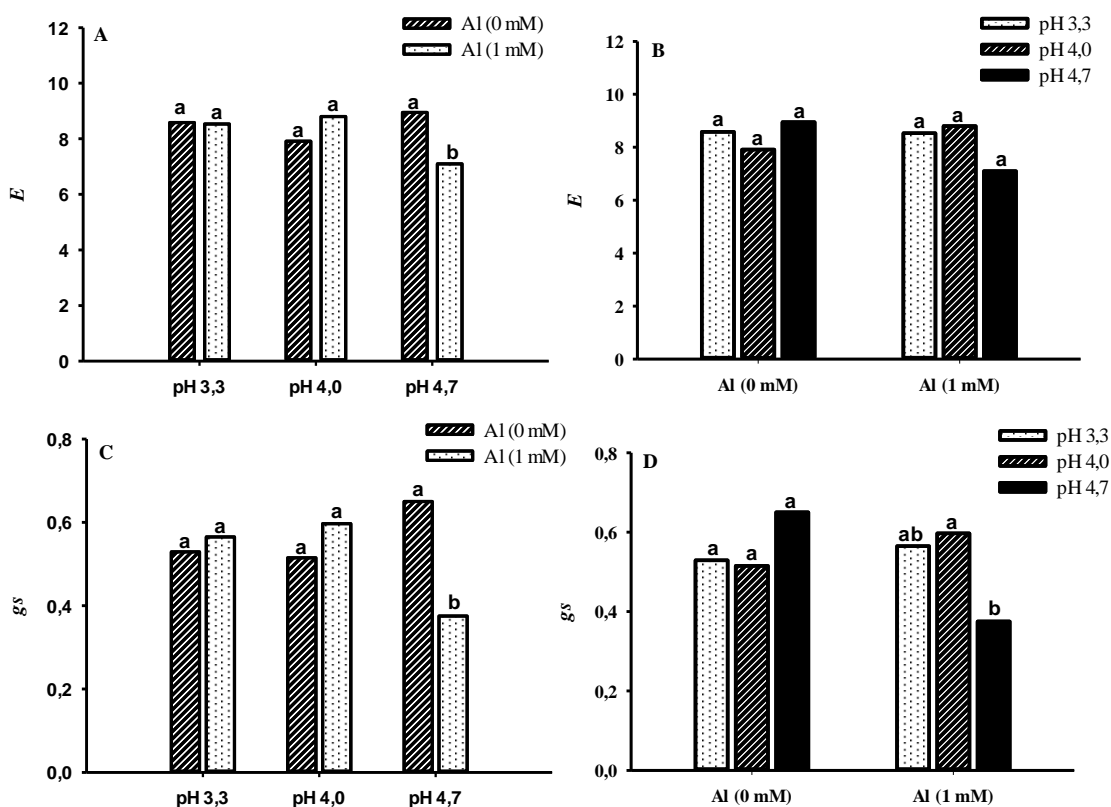 A
Al (0 mM)
Al (1 mM)
12
10
8
6
4
2
0
E
a
a
a
a
a
b
pH 3,3
pH 4,0
pH 4,7
B
pH 3,3
pH 4,0
pH 4,7
12
10
8
6
4
2
0
E
a
a
a
a
a
a
Al (0 mM)
Al (1 mM)
C
Al (0 mM)
Al (1 mM)
0,8
0,6
0,4
0,2
0,0
gs
a
a
a
a
a
b
pH 3,3
pH 4,0
pH 4,7
D
pH 3,3
pH 4,0
pH 4,7
0,8
0,6
0,4
0,2
0,0
gs
a
a
a
ab
a
b
Al (0 mM)
Al (1 mM)